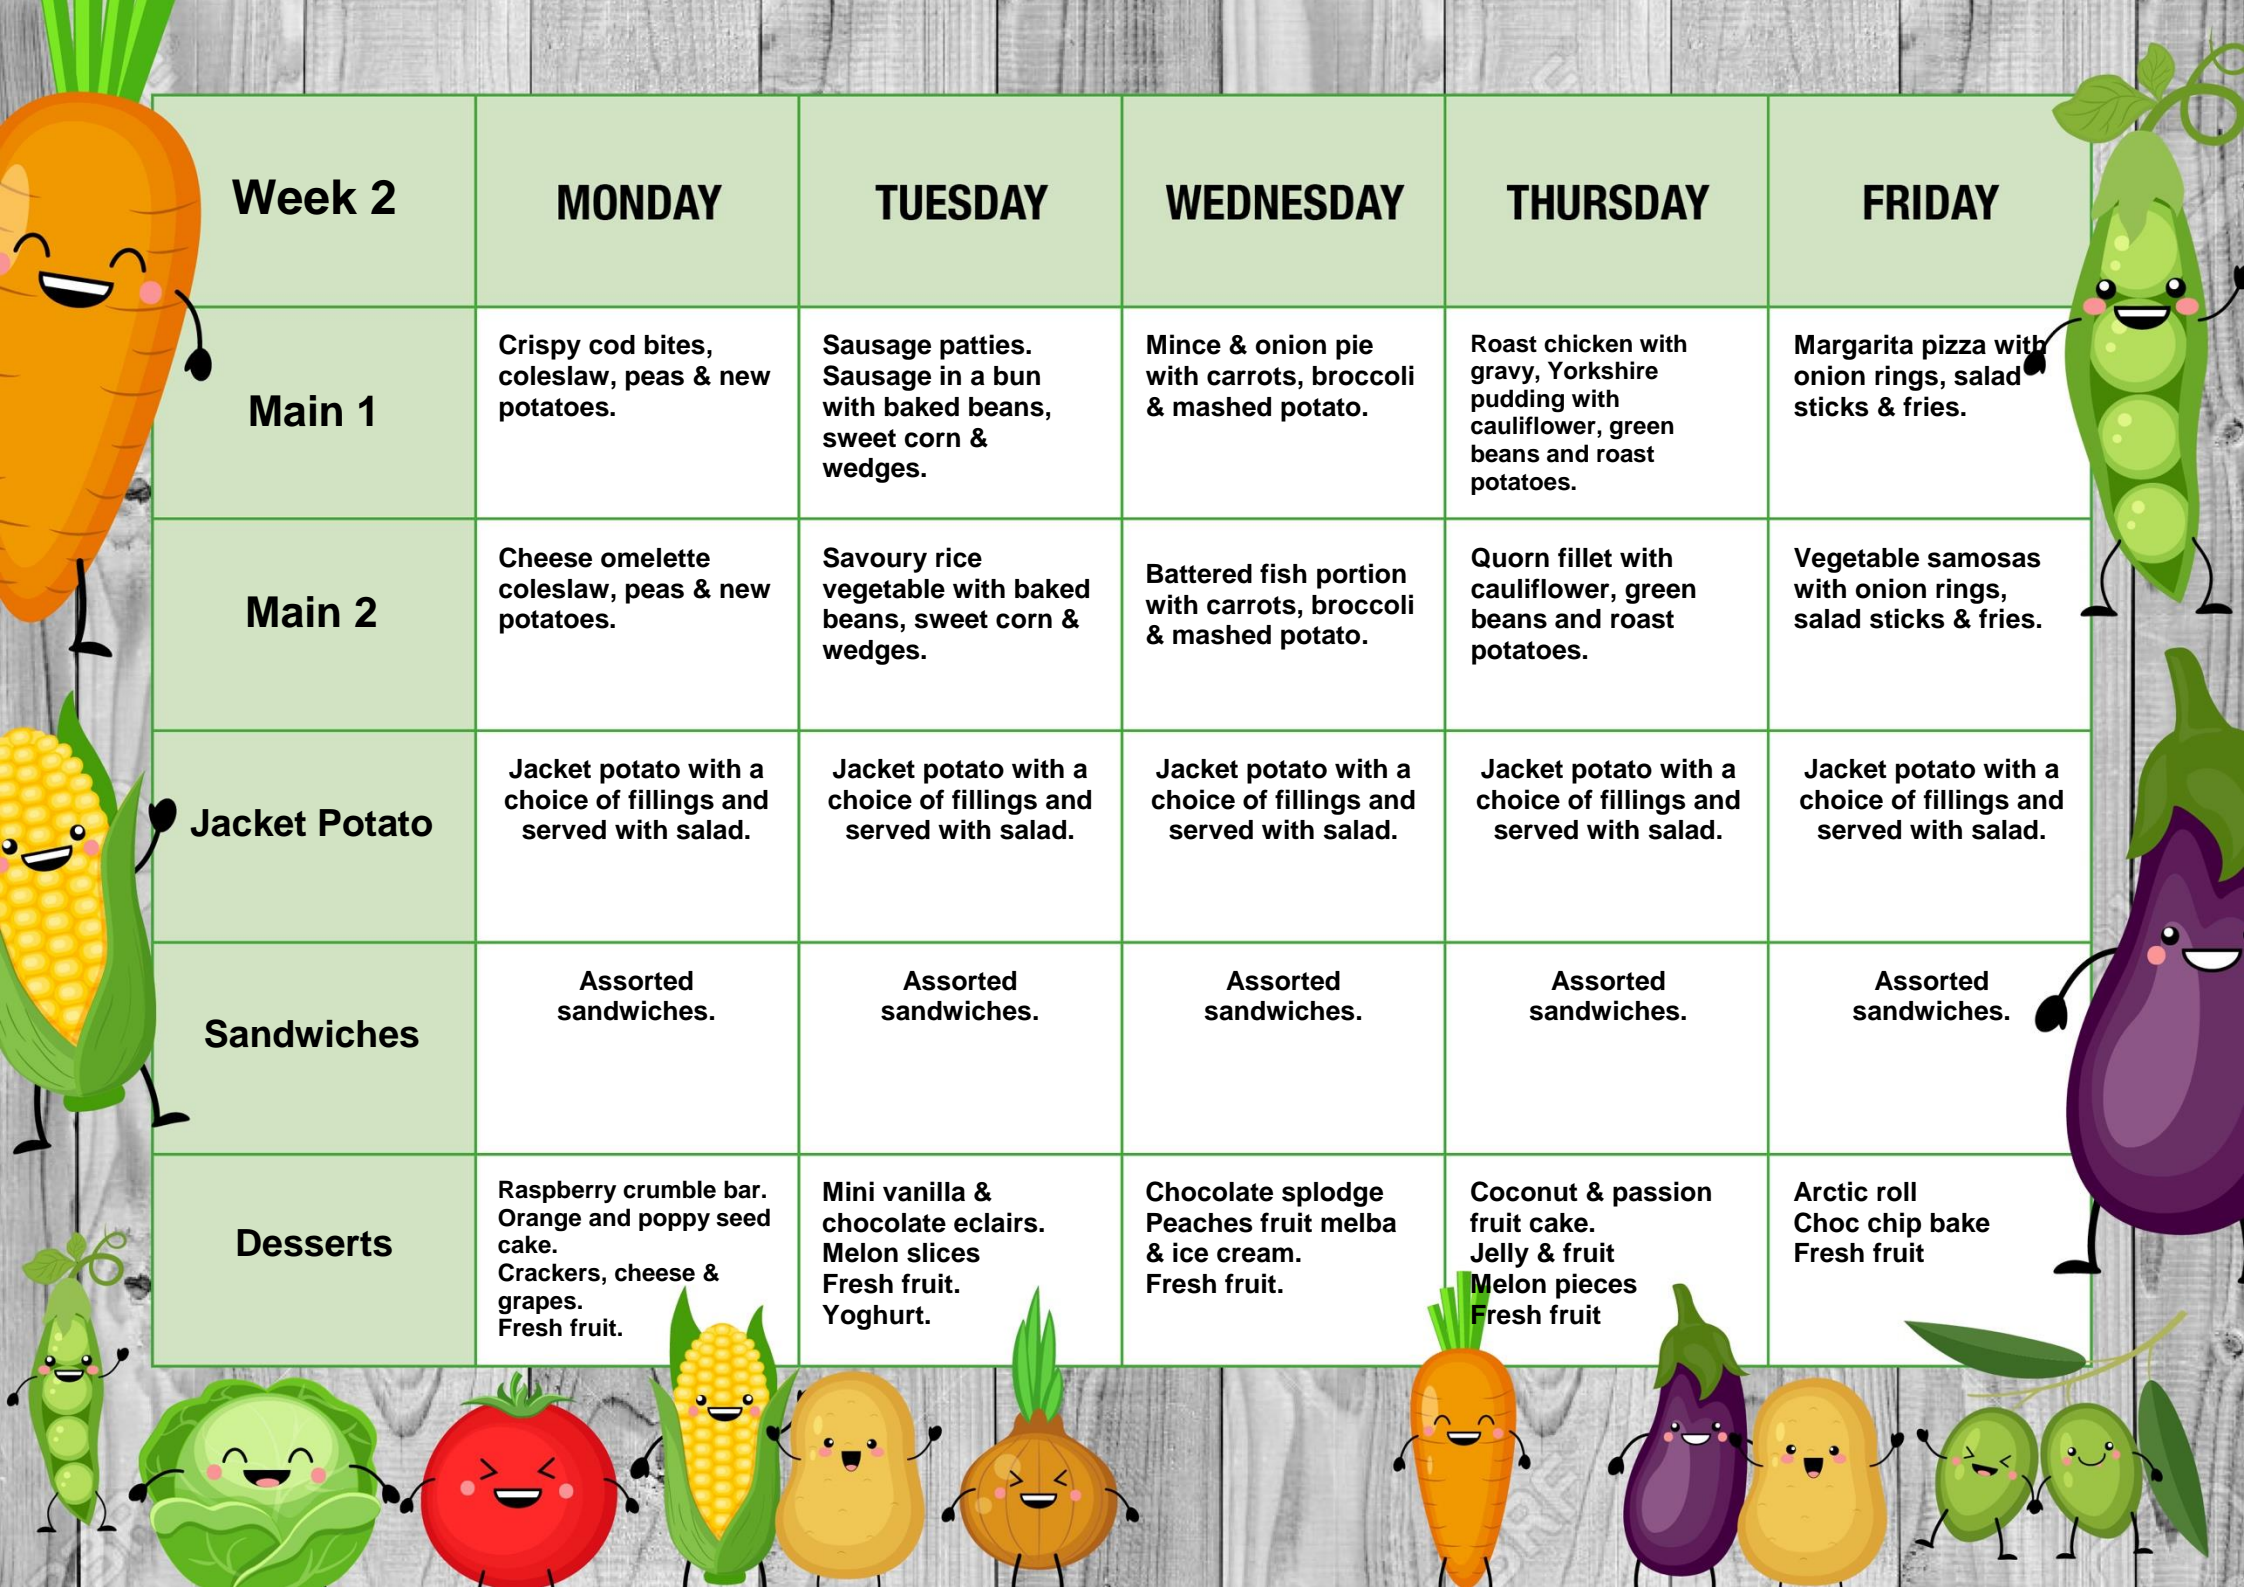 Week 2
MONDAY
TUESDAY
WEDNESDAY
THURSDAY
FRIDAY
Main 1
Crispy cod bites,
coleslaw, peas & new
potatoes.
Sausage patties.
Sausage in a bun
with baked beans,
sweet corn &
wedges.
Mince & onion pie
with carrots, broccoli
& mashed potato.
Roast chicken with
gravy, Yorkshire
pudding with
cauliflower, green
beans and roast
potatoes.
Margarita pizza with
onion rings, salad
sticks & fries.
Main 2
Cheese omelette
coleslaw, peas & new
potatoes.
Savoury rice
vegetable with baked
beans, sweet corn &
wedges.
Battered fish portion
with carrots, broccoli
& mashed potato.
Quorn fillet with
cauliflower, green
beans and roast
potatoes.
Vegetable samosas
with onion rings,
salad sticks & fries.
Jacket Potato
Jacket potato with a
choice of fillings and
served with salad.
Jacket potato with a
choice of fillings and
served with salad.
Jacket potato with a
choice of fillings and
served with salad.
Jacket potato with a
choice of fillings and
served with salad.
Jacket potato with a
choice of fillings and
served with salad.
Sandwiches
Assorted
sandwiches.
Assorted
sandwiches.
Assorted
sandwiches.
Assorted
sandwiches.
Assorted
sandwiches.
Desserts
Raspberry crumble bar.
Orange and poppy seed
cake.
Crackers, cheese &
grapes.
Fresh fruit.
Mini vanilla &
chocolate eclairs.
Melon slices
Fresh fruit.
Yoghurt.
Chocolate splodge
Peaches fruit melba
& ice cream.
Fresh fruit.
Coconut & passion
fruit cake.
Jelly & fruit
Melon pieces
Fresh fruit
Arctic roll
Choc chip bake
Fresh fruit